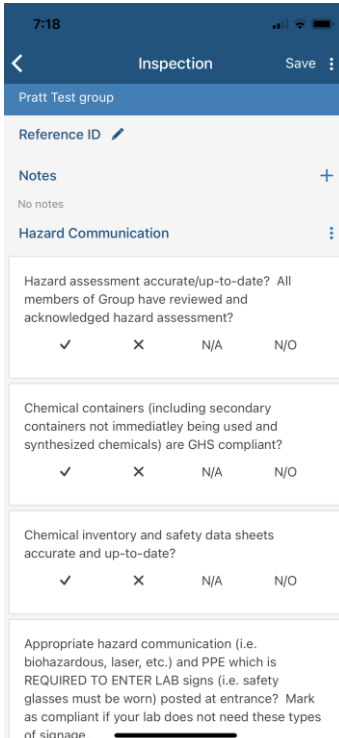 7:18
Inspection Save
Pratt Test group
Reference ID
Notes
No notes
Hazard Communication
Hazard assessment accurate/up-to-date? All
members of Group have reviewed and
acknowledged hazard assessment?
N/A N/O
Chemical containers (including secondary
containers not immediatley being used and
synthesized chemicals) are GHS compliant?
N/A N/O
Chemical inventory and safety data sheets
accurate and up-to-date?
N/A N/O
Appropriate hazard communication (i.e.
biohazardous, laser, etc.) and PPE which is
REQUIRED TO ENTER LAB signs (i.e. safety
glasses must be worn) posted at entrance? Mark
as compliant if your lab does not need these types
of signage